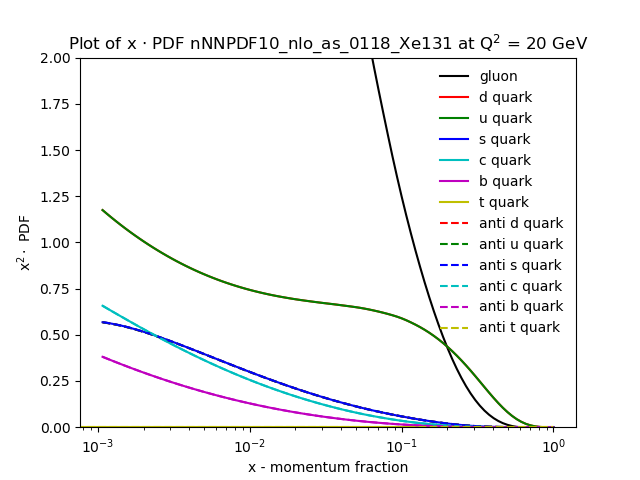 Plot of x · PDF nNNPDF10_nlo_as_0118_Xe131 at Q² = 20 GeV
2.00
1.75
1.50
1.25
1.00
0.75
0.50
0.25
0.00
x² · PDF
gluon
d quark
u quark
s quark
c quark
b quark
t quark
anti d quark
anti u quark
anti s quark
anti c quark
anti b quark
anti t quark
10⁻³ 10⁻² 10⁻¹ 10⁰
x - momentum fraction